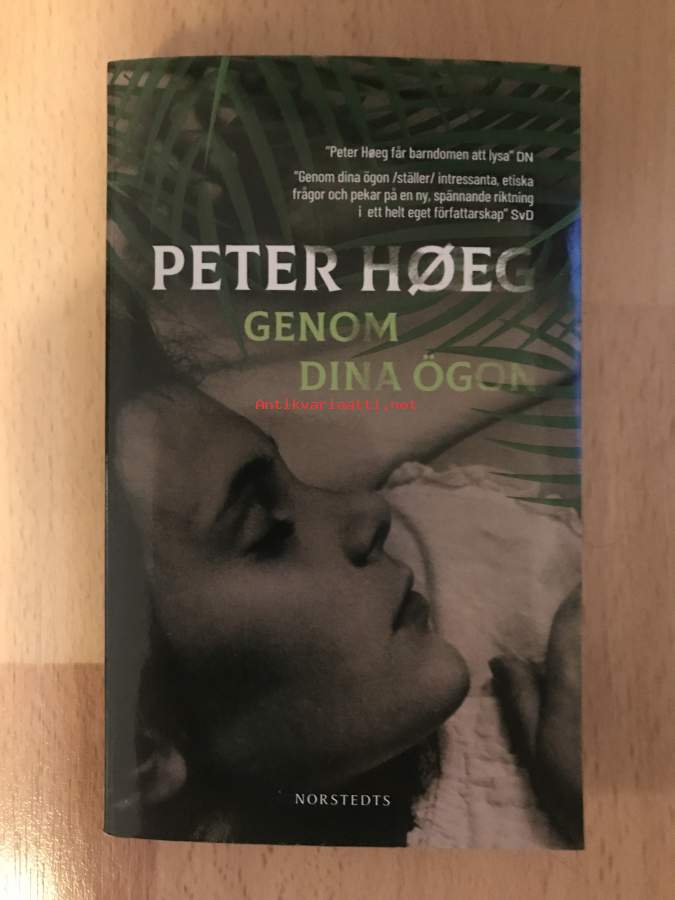 "Peter Høeg får barndomen att lysa" DN
"Genom dina ögon /ställer/ intressanta, etiska
frågor och pekar på en ny, spännande riktning
i ett helt eget författarskap" SvD
PETER HØEG
GENOM
DINA ÖGON
Antikvariaatti.net
NORSTEDTS